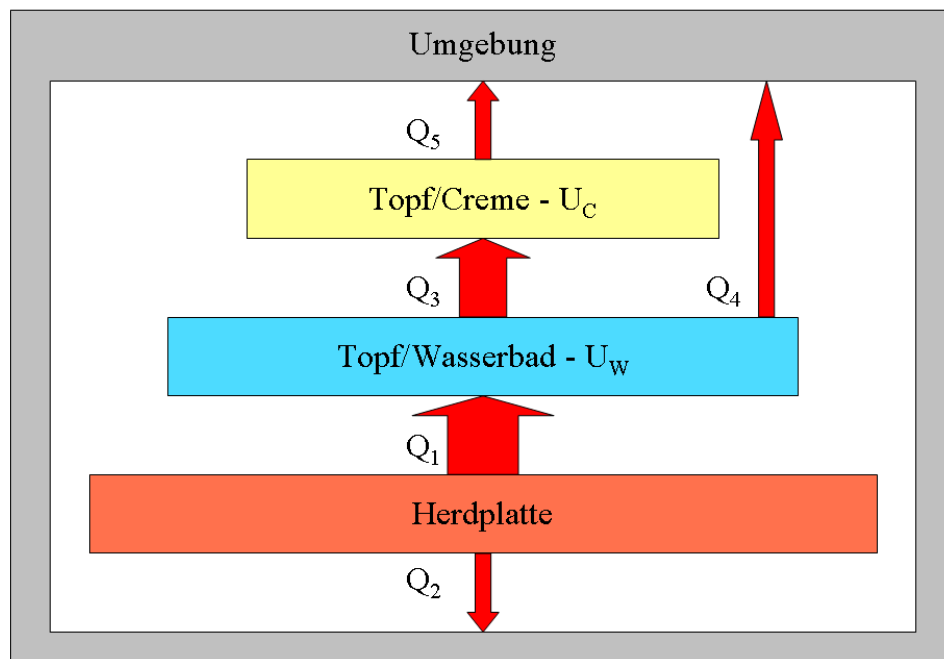 Umgebung
Q5
Topf/Creme - UC
Q3
Q4
Topf/Wasserbad - UW
Q1
Herdplatte
Q2